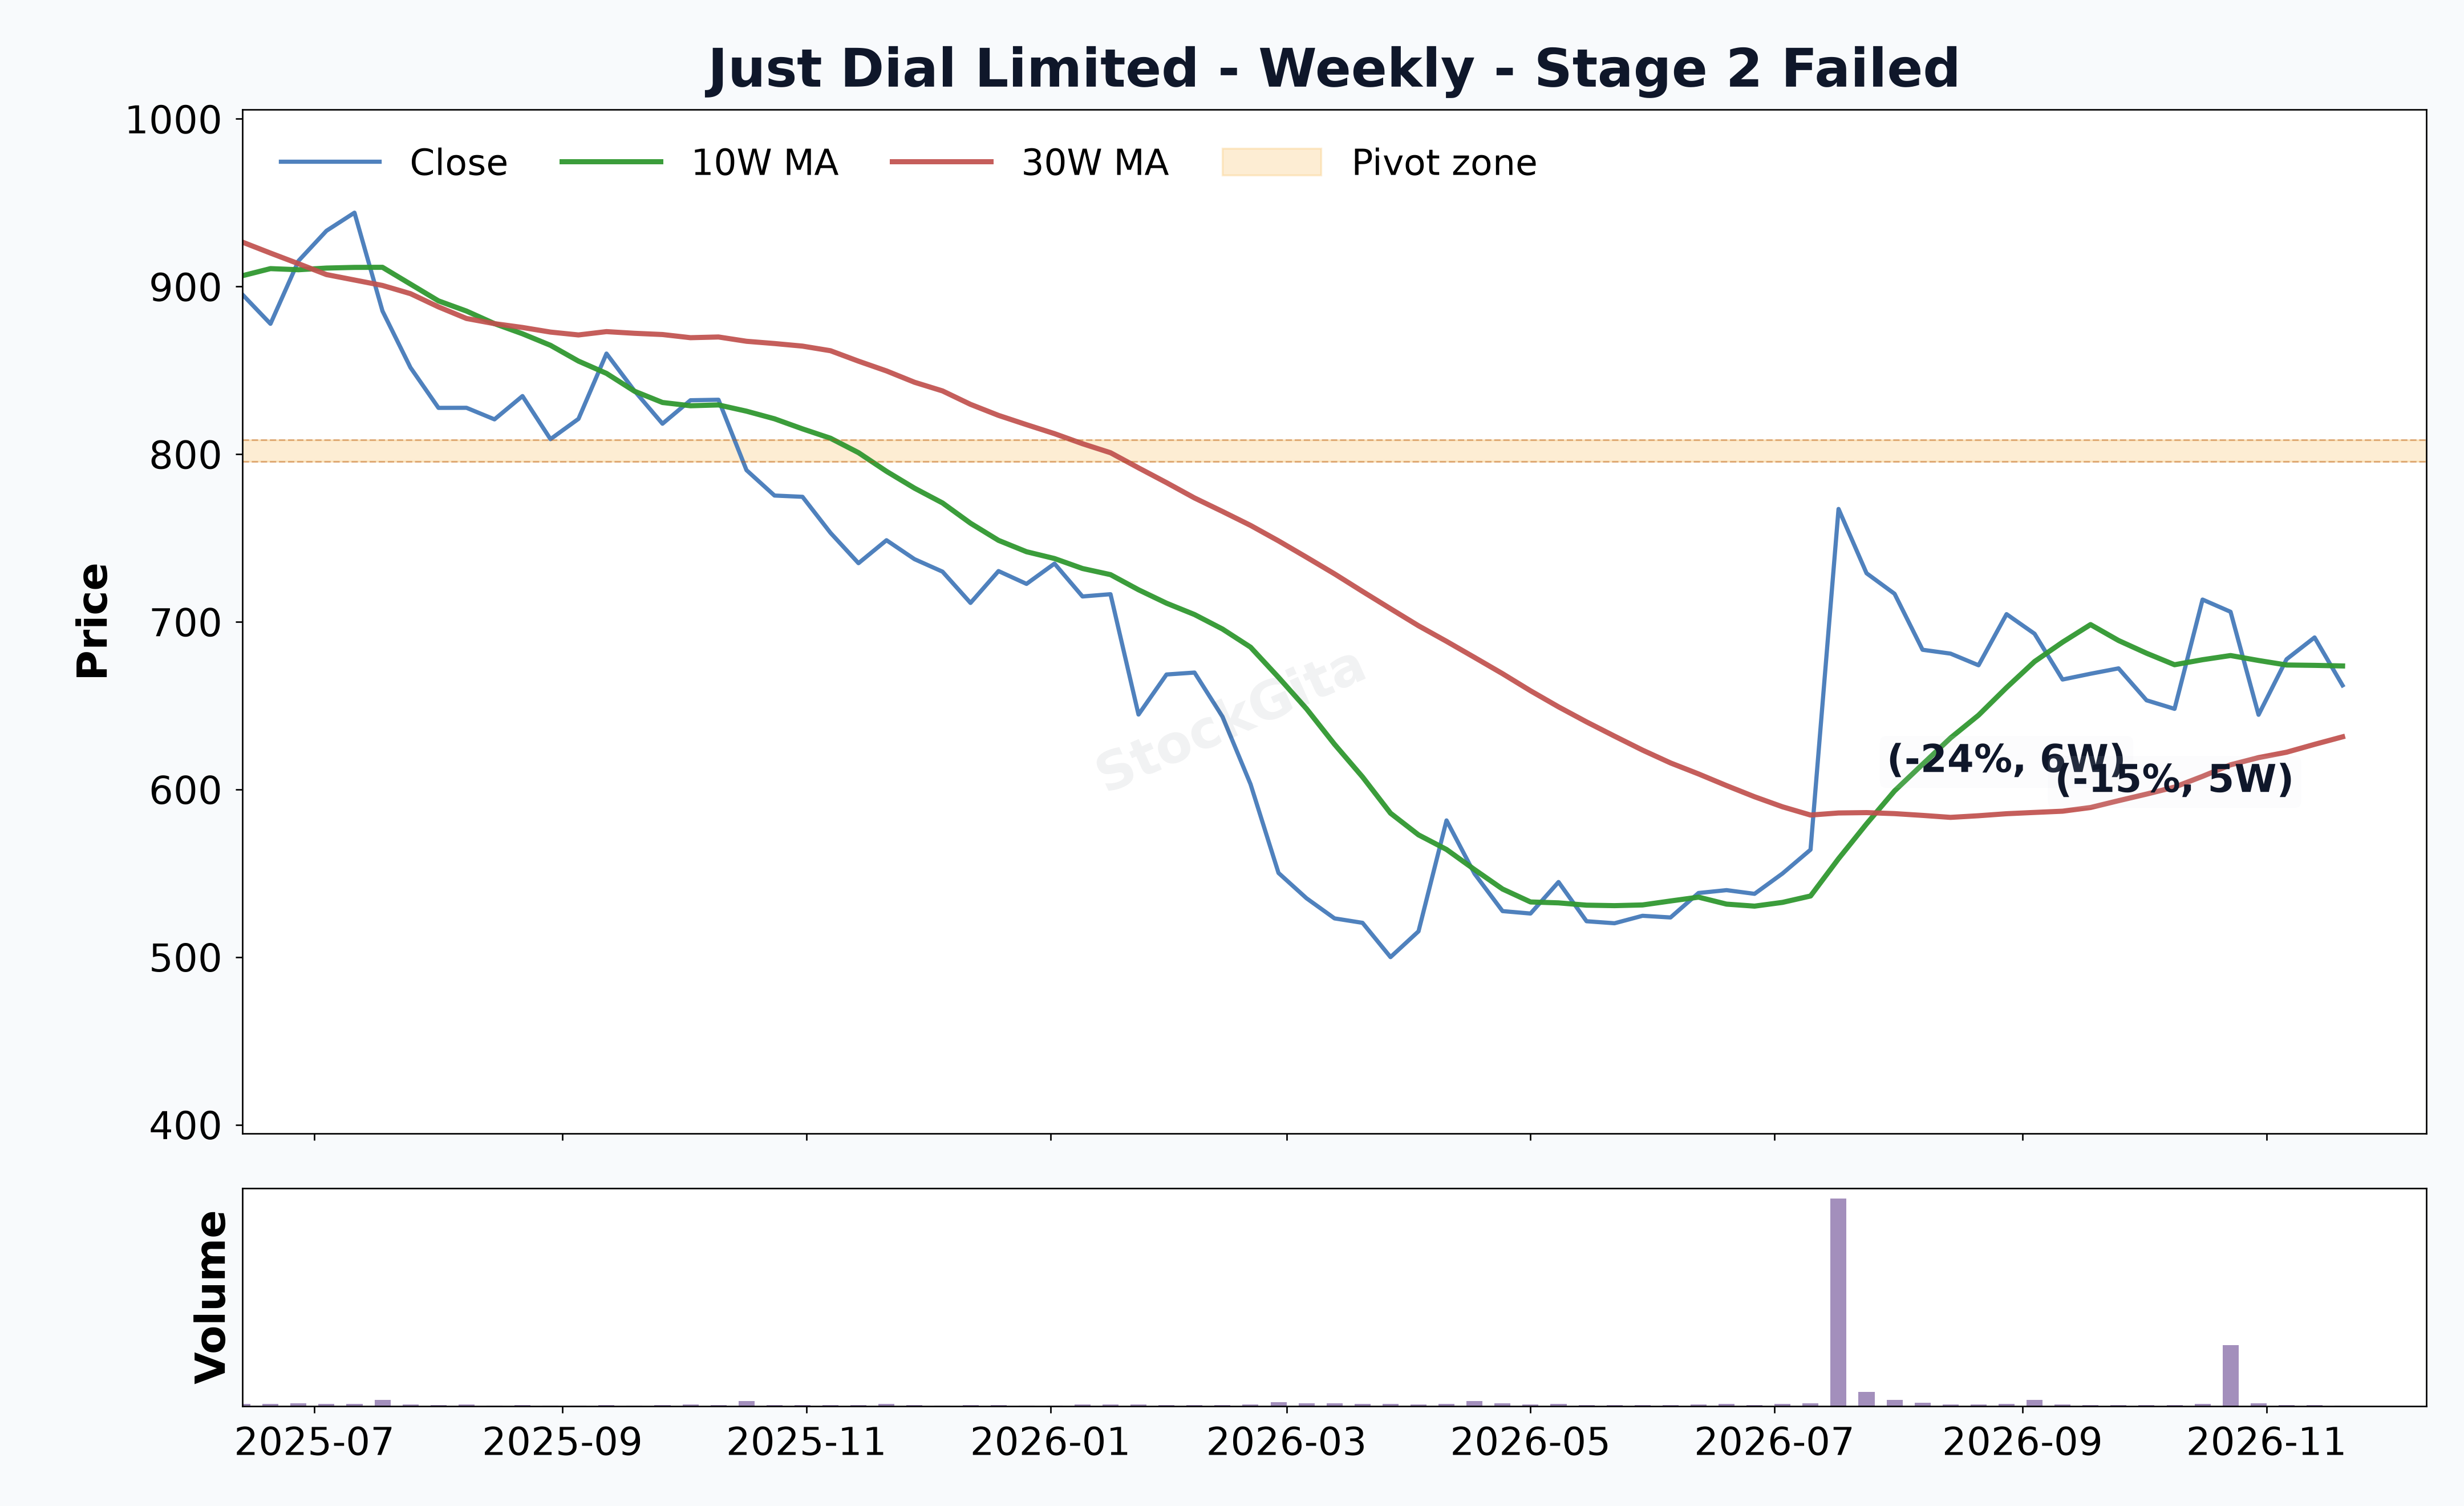 Just Dial Limited - Weekly - Stage 2 Failed
Close 10W MA 30W MA Pivot zone
Price
1000
900
800
700
600
500
400
StockGita
(-24%, 6W)
(-15%, 5W)
Volume
2025-07 2025-09 2025-11 2026-01 2026-03 2026-05 2026-07 2026-09 2026-11